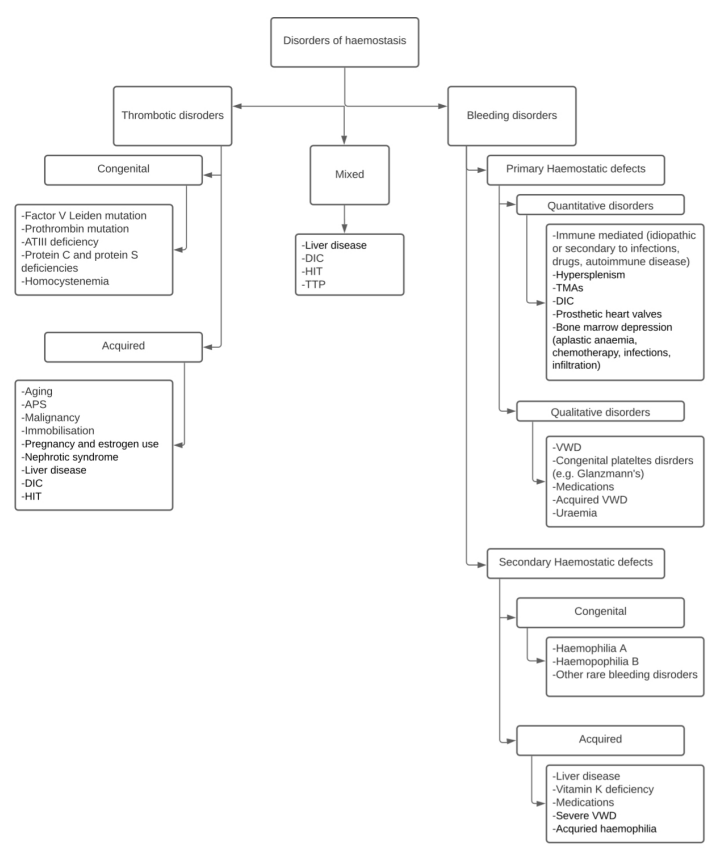 Disorders of haemostasis
Thrombotic disroders
Bleeding disorders
Mixed
Congenital
-Factor V Leiden mutation
-Prothrombin mutation
-ATIII deficiency
-Protein C and protein S
deficiencies
-Homocystenemia
Acquired
-Aging
-APS
-Malignancy
-Immobilisation
-Pregnancy and estrogen use
-Nephrotic syndrome
-Liver disease
-DIC
-HIT
-Liver disease
-DIC
-HIT
-TTP
Primary Haemostatic defects
Quantitative disorders
-Immune mediated (idiopathic
or secondary to infections,
drugs, autoimmune disease)
-Hypersplenism
-TMAs
-DIC
-Prosthetic heart valves
-Bone marrow depression
(aplastic anaemia,
chemotherapy, infections,
infiltration)
Qualitative disorders
-VWD
-Congenital plateltes disrders
(e.g. Glanzmann's)
-Medications
-Acquired VWD
-Uraemia
Secondary Haemostatic defects
Congenital
-Haemophilia A
-Haemopophilia B
-Other rare bleeding disroders
Acquired
-Liver disease
-Vitamin K deficiency
-Medications
-Severe VWD
-Acquried haemophilia